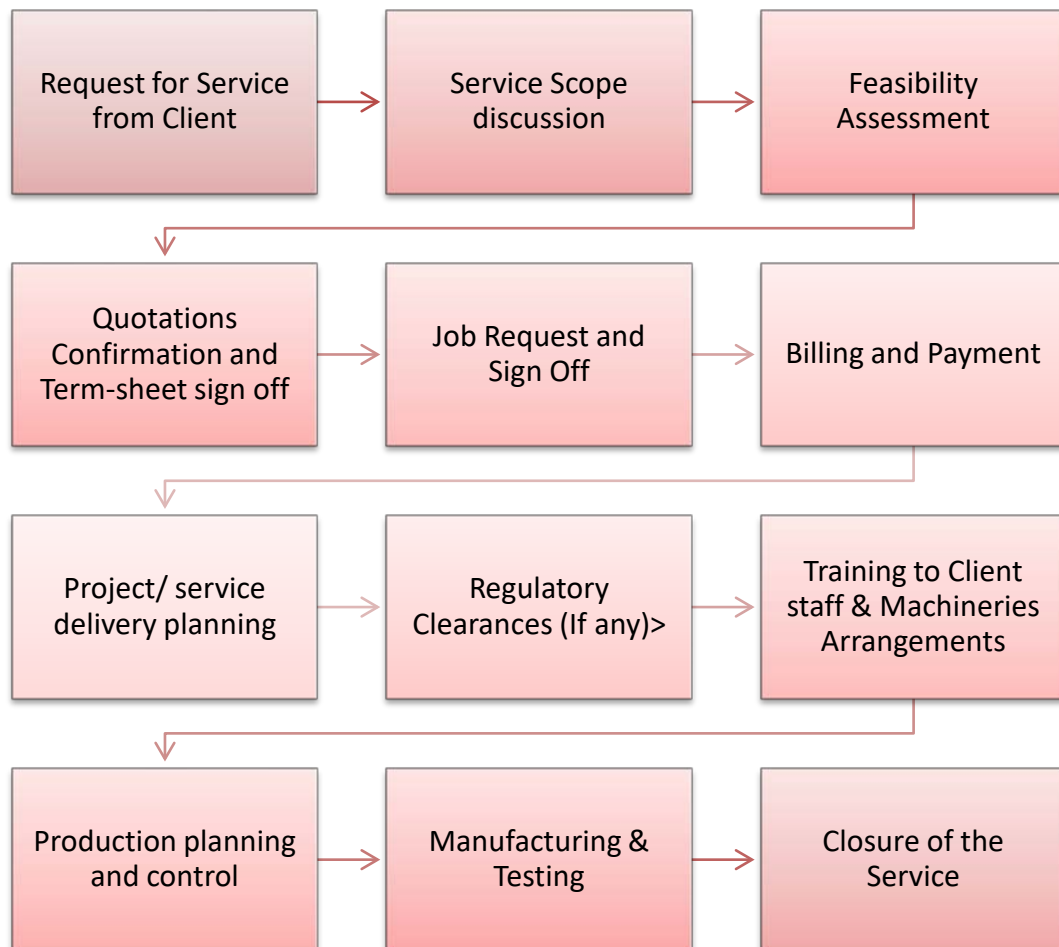 Request for Service
from Client
Service Scope
discussion
Feasibility
Assessment
Quotations
Confirmation and
Term-sheet sign off
Job Request and
Sign Off
Billing and Payment
Project/ service
delivery planning
Regulatory
Clearances (If any)>
Training to Client
staff & Machineries
Arrangements
Production planning
and control
Manufacturing &
Testing
Closure of the
Service